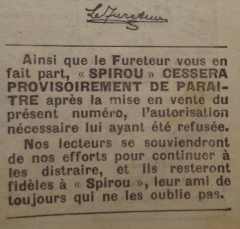 Le Fureteur
Ainsi que le Fureteur vous en
fait part, « SPIROU » CESSERA
PROVISOIREMENT DE PARAI-
TRE après la mise en vente du
présent numéro, l'autorisation
nécessaire lui ayant été refusée.
Nos lecteurs se souviendront
de nos efforts pour continuer à
les distraire, et ils resteront
fidèles à « Spirou », leur ami de
toujours qui ne les oublie pas.